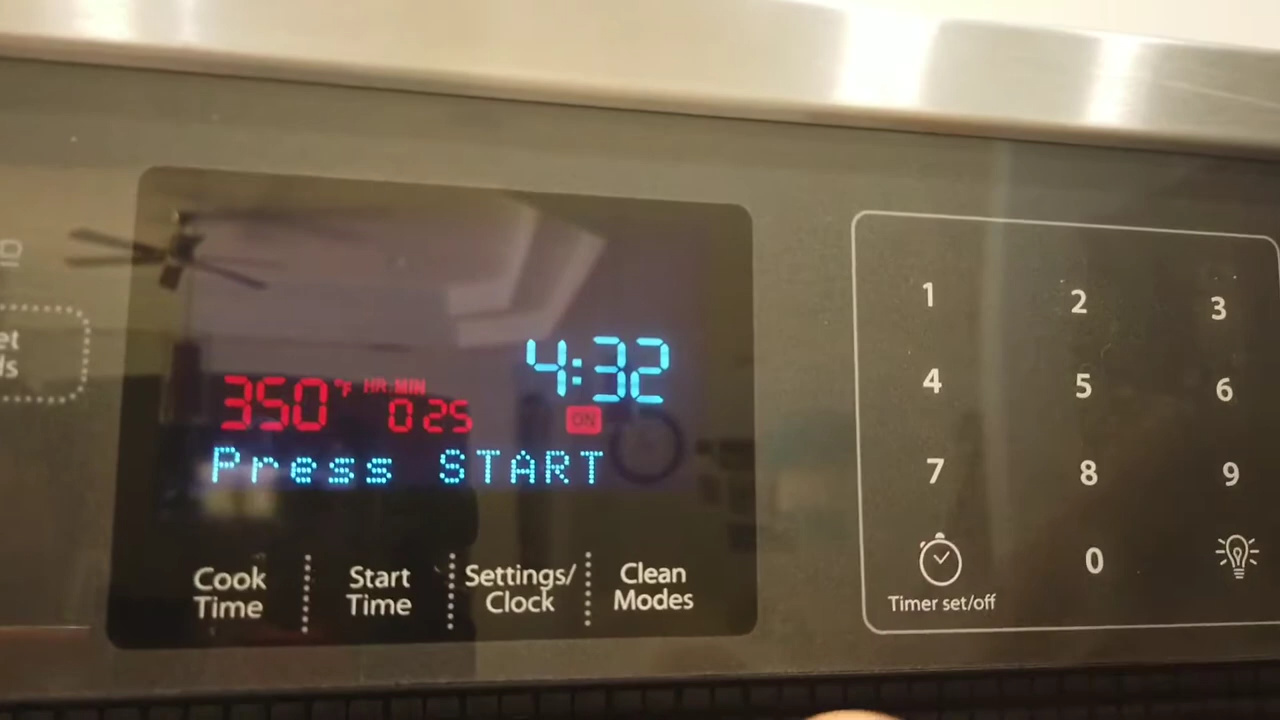 4:32
350°F HR MIN 0 25
ON
Press START
Cook Time
Start Time
Settings/ Clock
Clean Modes
1 2 3
4 5 6
7 8 9
0
Timer set/off